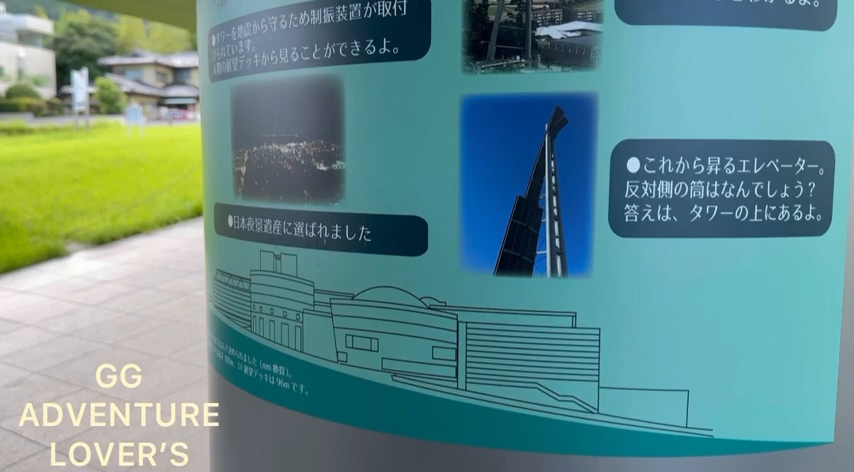 タワーを地震から守るため制振装置が取付
けられています。
展望デッキから見ることができるよ。
●日本夜景遺産に選ばれました
●これから昇るエレベーター。
反対側の筒はなんでしょう？
答えは、タワーの上にあるよ。
GG
ADVENTURE
LOVER'S